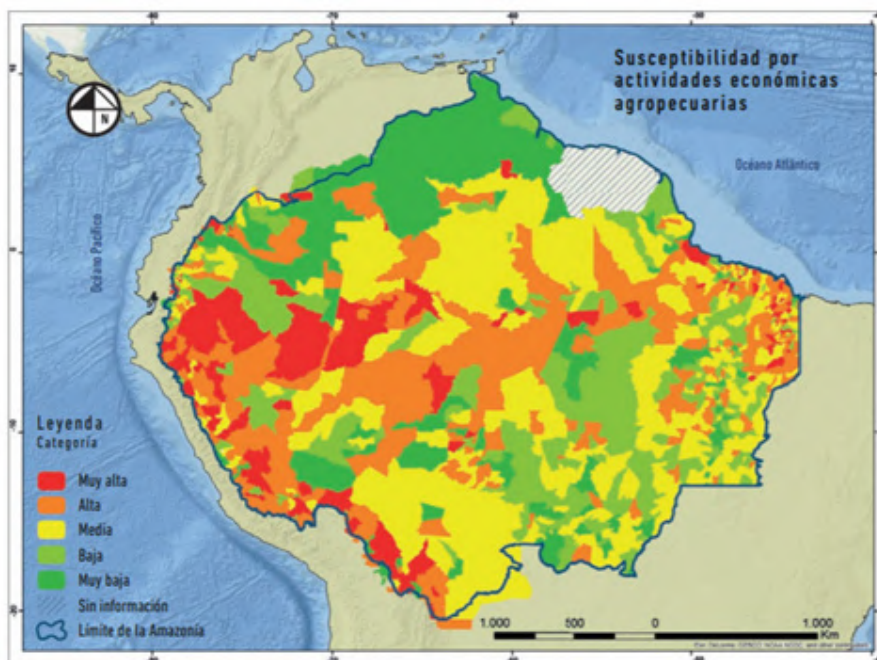 Susceptibilidad por
actividades económicas
agropecuarias
N
Océano Atlántico
Océano Pacífico
Leyenda
Categoría
Muy alta
Alta
Media
Baja
Muy baja
Sin información
Límite de la Amazonía
1.000 500 0 1.000
Km